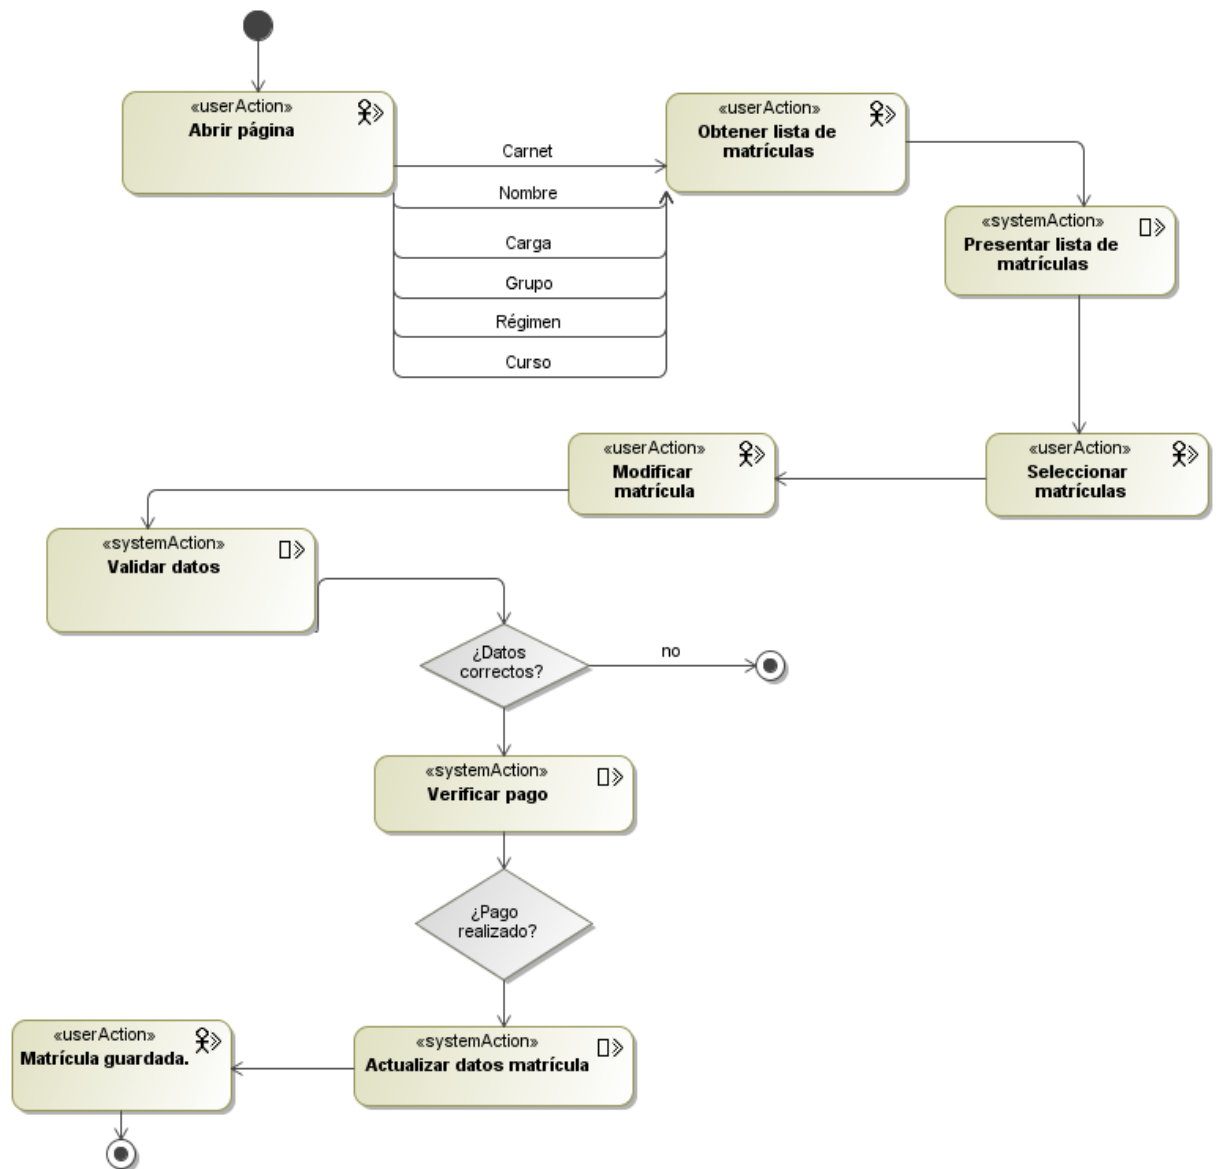 «userAction»
Abrir página
«userAction»
Obtener lista de
matrículas
Carnet
Nombre
Carga
Grupo
Régimen
Curso
«systemAction»
Presentar lista de
matrículas
«userAction»
Seleccionar
matrículas
«userAction»
Modificar
matrícula
«systemAction»
Validar datos
¿Datos
correctos?
no
«systemAction»
Verificar pago
¿Pago
realizado?
«systemAction»
Actualizar datos matrícula
«userAction»
Matrícula guardada.